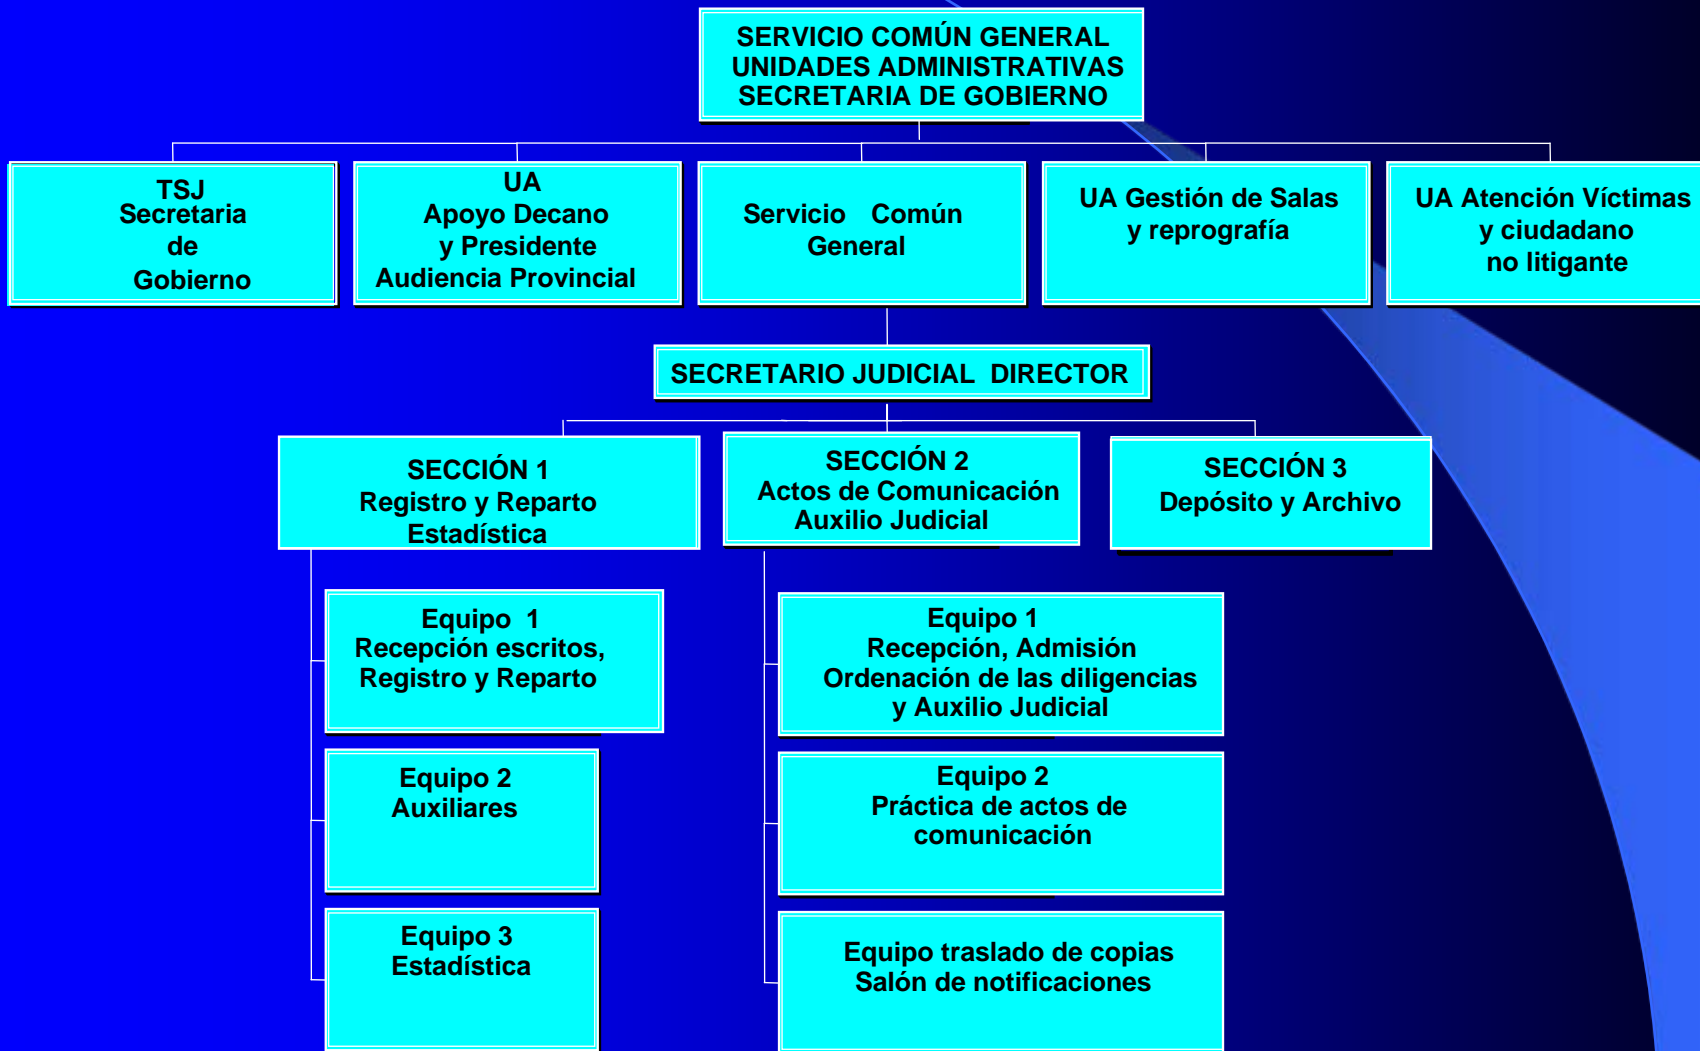 SERVICIO COMÚN GENERAL
UNIDADES ADMINISTRATIVAS
SECRETARIA DE GOBIERNO
TSJ
Secretaria
de
Gobierno
UA
Apoyo Decano
y Presidente
Audiencia Provincial
Servicio Común
General
UA Gestión de Salas
y reprografía
UA Atención Víctimas
y ciudadano
no litigante
SECRETARIO JUDICIAL DIRECTOR
SECCIÓN 1
Registro y Reparto
Estadística
SECCIÓN 2
Actos de Comunicación
Auxilio Judicial
SECCIÓN 3
Depósito y Archivo
Equipo 1
Recepción escritos,
Registro y Reparto
Equipo 2
Auxiliares
Equipo 3
Estadística
Equipo 1
Recepción, Admisión
Ordenación de las diligencias
y Auxilio Judicial
Equipo 2
Práctica de actos de
comunicación
Equipo traslado de copias
Salón de notificaciones